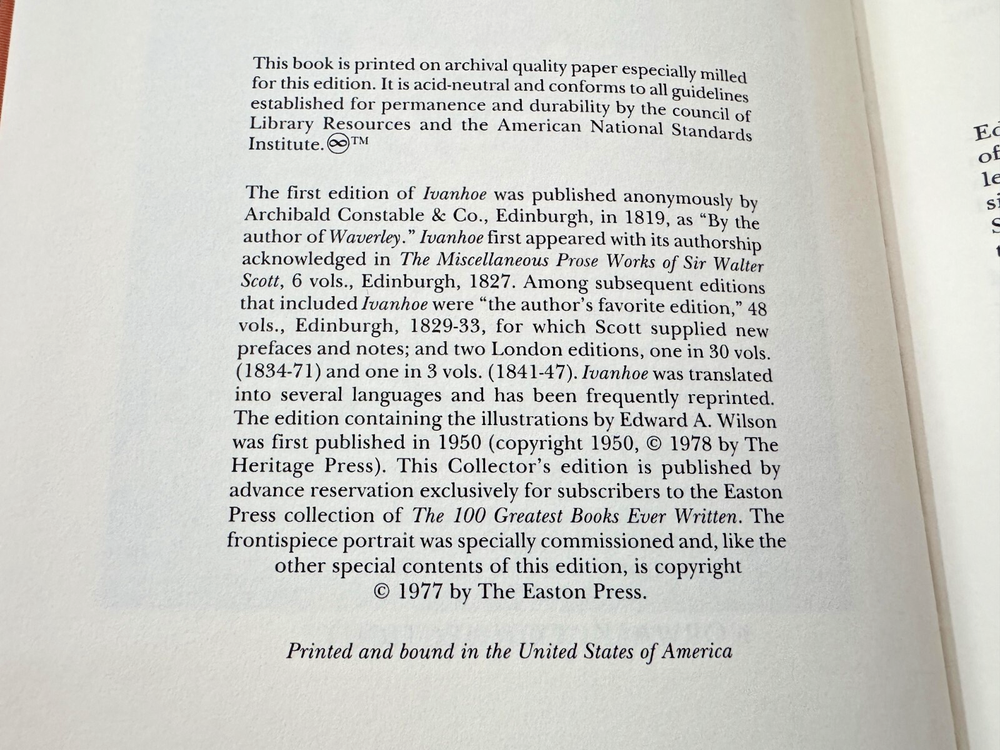 This book is printed on archival quality paper especially milled
for this edition. It is acid-neutral and conforms to all guidelines
established for permanence and durability by the council of
Library Resources and the American National Standards
Institute.♾™
The first edition of Ivanhoe was published anonymously by
Archibald Constable & Co., Edinburgh, in 1819, as “By the
author of Waverley.” Ivanhoe first appeared with its authorship
acknowledged in The Miscellaneous Prose Works of Sir Walter
Scott, 6 vols., Edinburgh, 1827. Among subsequent editions
that included Ivanhoe were “the author’s favorite edition,” 48
vols., Edinburgh, 1829-33, for which Scott supplied new
prefaces and notes; and two London editions, one in 30 vols.
(1834-71) and one in 3 vols. (1841-47). Ivanhoe was translated
into several languages and has been frequently reprinted.
The edition containing the illustrations by Edward A. Wilson
was first published in 1950 (copyright 1950, © 1978 by The
Heritage Press). This Collector’s edition is published by
advance reservation exclusively for subscribers to the Easton
Press collection of The 100 Greatest Books Ever Written. The
frontispiece portrait was specially commissioned and, like the
other special contents of this edition, is copyright
© 1977 by The Easton Press.
Printed and bound in the United States of America